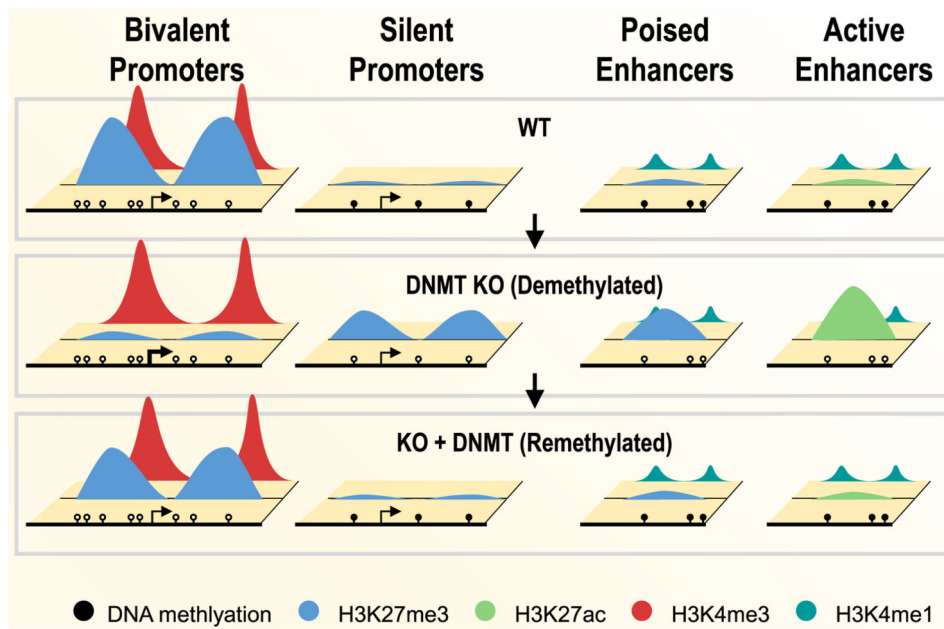 Bivalent
Promoters
Silent
Promoters
Poised
Enhancers
Active
Enhancers
WT
DNMT KO (Demethylated)
KO + DNMT (Remethylated)
DNA methlyation
H3K27me3
H3K27ac
H3K4me3
H3K4me1